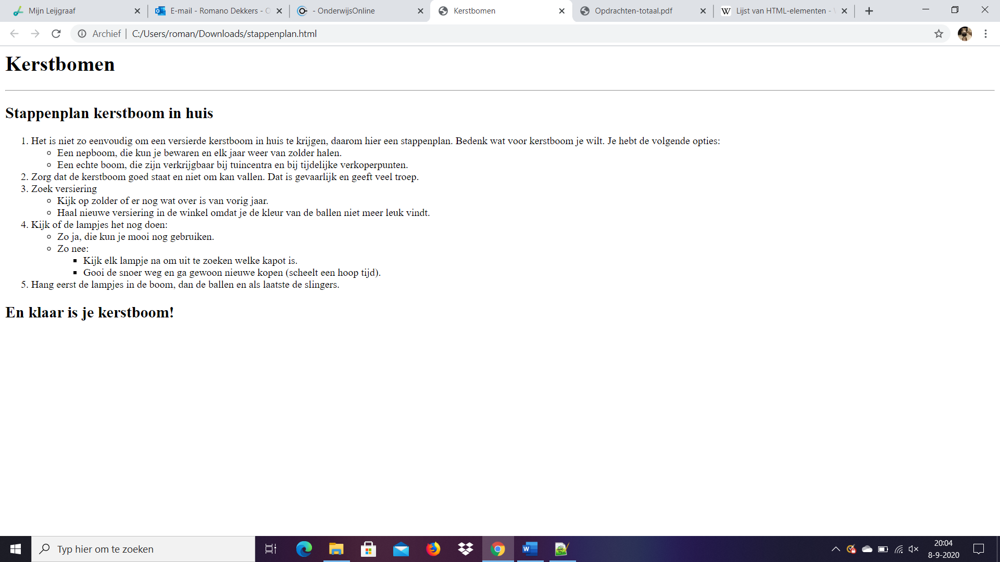 Mijn Leijgraaf
E-mail - Romano Dekkers - O
- OnderwijsOnline
Kerstbomen
Opdrachten-totaal.pdf
Lijst van HTML-elementen -
Archief | C:/Users/roman/Downloads/stappenplan.html
Kerstbomen
Stappenplan kerstboom in huis
1. Het is niet zo eenvoudig om een versierde kerstboom in huis te krijgen, daarom hier een stappenplan. Bedenk wat voor kerstboom je wilt. Je hebt de volgende opties:
Een nepboom, die kun je bewaren en elk jaar weer van zolder halen.
Een echte boom, die zijn verkrijgbaar bij tuincentra en bij tijdelijke verkoperpunten.
2. Zorg dat de kerstboom goed staat en niet om kan vallen. Dat is gevaarlijk en geeft veel troep.
3. Zoek versiering
Kijk op zolder of er nog wat over is van vorig jaar.
Haal nieuwe versiering in de winkel omdat je de kleur van de ballen niet meer leuk vindt.
4. Kijk of de lampjes het nog doen:
Zo ja, die kun je mooi nog gebruiken.
Zo nee:
Kijk elk lampje na om uit te zoeken welke kapot is.
Gooi de snoer weg en ga gewoon nieuwe kopen (scheelt een hoop tijd).
5. Hang eerst de lampjes in de boom, dan de ballen en als laatste de slingers.
En klaar is je kerstboom!
Typ hier om te zoeken
20:04
8-9-2020